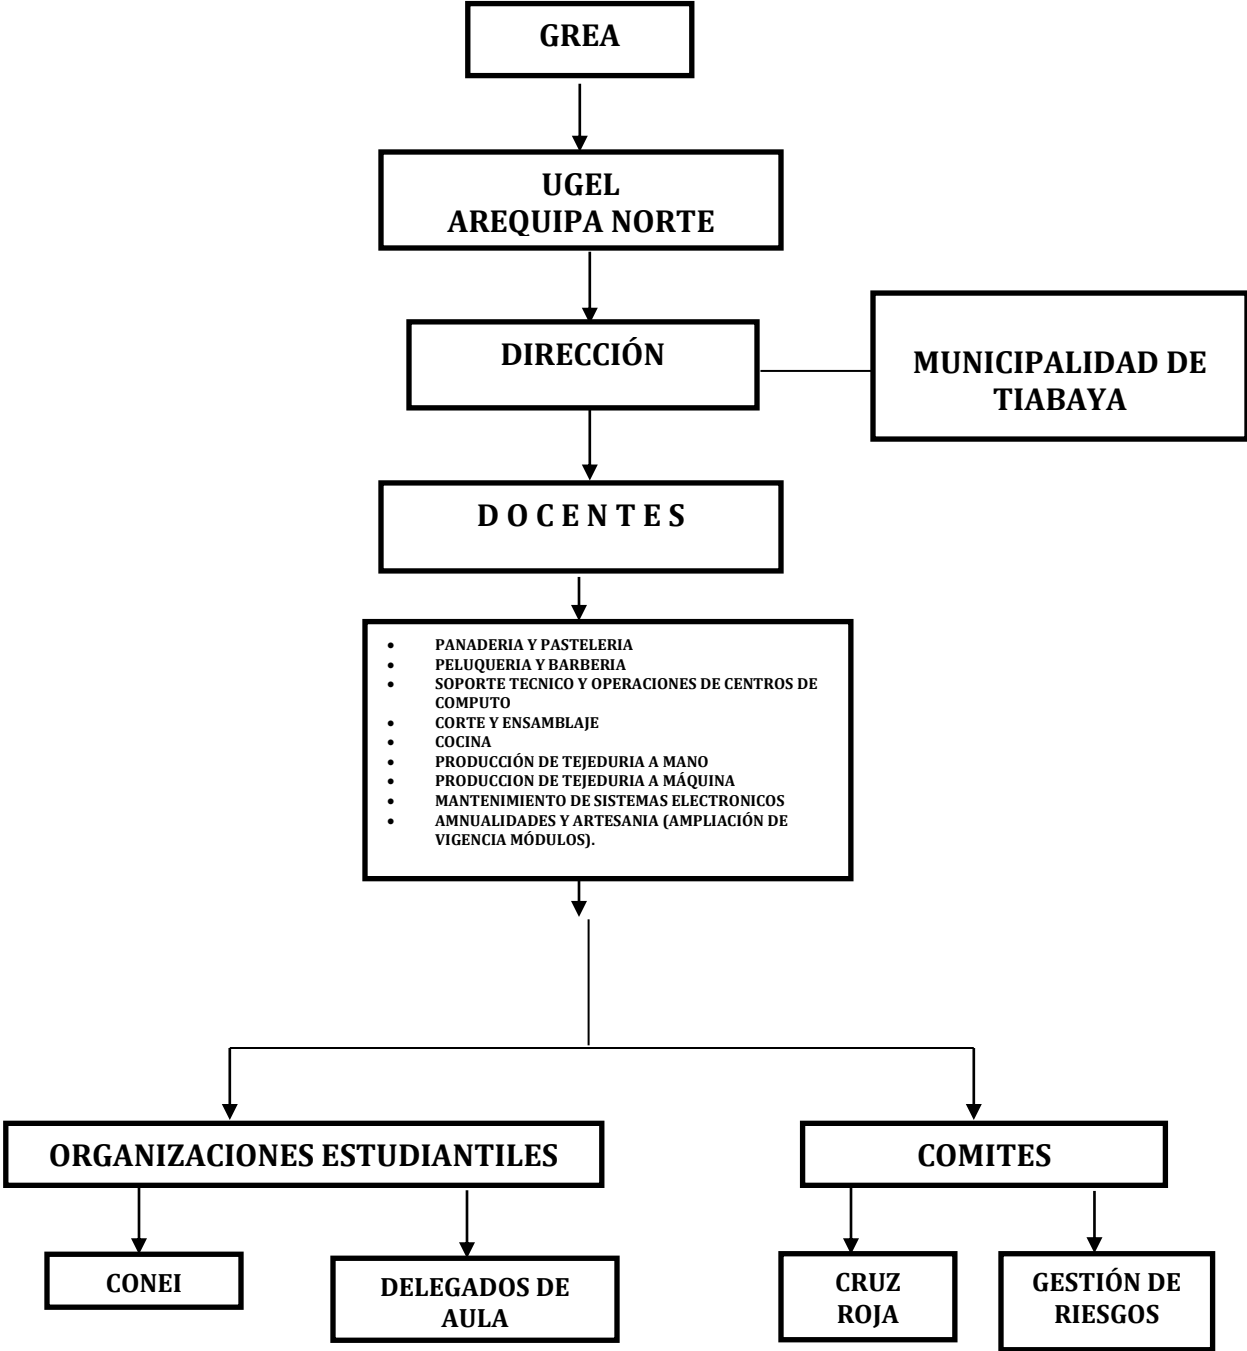 GREA
UGEL
AREQUIPA NORTE
DIRECCIÓN
MUNICIPALIDAD DE
TIABAYA
D O C E N T E S
• PANADERIA Y PASTELERIA
• PELUQUERIA Y BARBERIA
• SOPORTE TECNICO Y OPERACIONES DE CENTROS DE
COMPUTO
• CORTE Y ENSAMBLAJE
• COCINA
• PRODUCCIÓN DE TEJEDURIA A MANO
• PRODUCCION DE TEJEDURIA A MÁQUINA
• MANTENIMIENTO DE SISTEMAS ELECTRONICOS
• AMNUALIDADES Y ARTESANIA (AMPLIACIÓN DE
VIGENCIA MÓDULOS).
ORGANIZACIONES ESTUDIANTILES
COMITES
CONEI
DELEGADOS DE
AULA
CRUZ
ROJA
GESTIÓN DE
RIESGOS